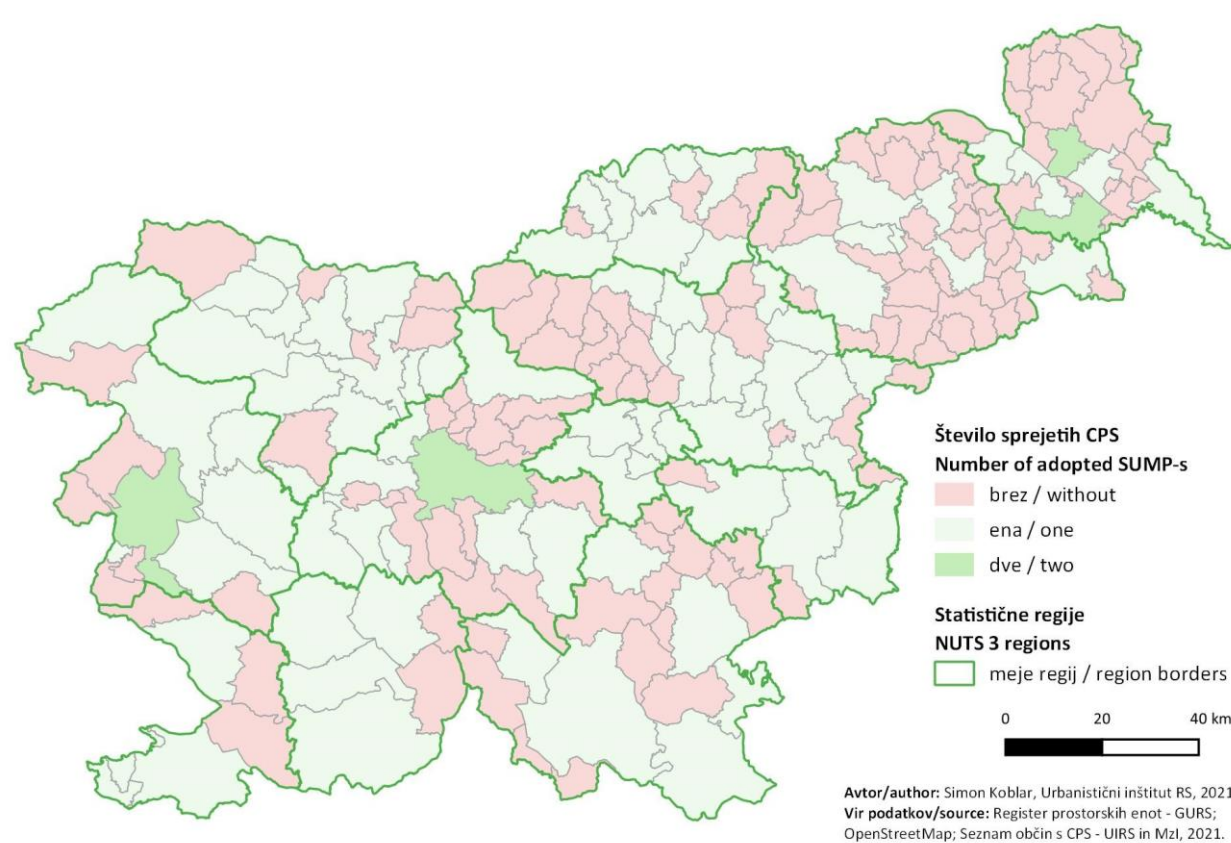 Število sprejetih CPS
Number of adopted SUMP-s
brez / without
ena / one
dve / two
Statistične regije
NUTS 3 regions
meje regij / region borders
0 20 40 km
Avtor/author: Simon Koblar, Urbanistični inštitut RS, 2021
Vir podatkov/source: Register prostorskih enot - GURS;
OpenStreetMap; Seznam občin s CPS - UIRS in MzI, 2021.